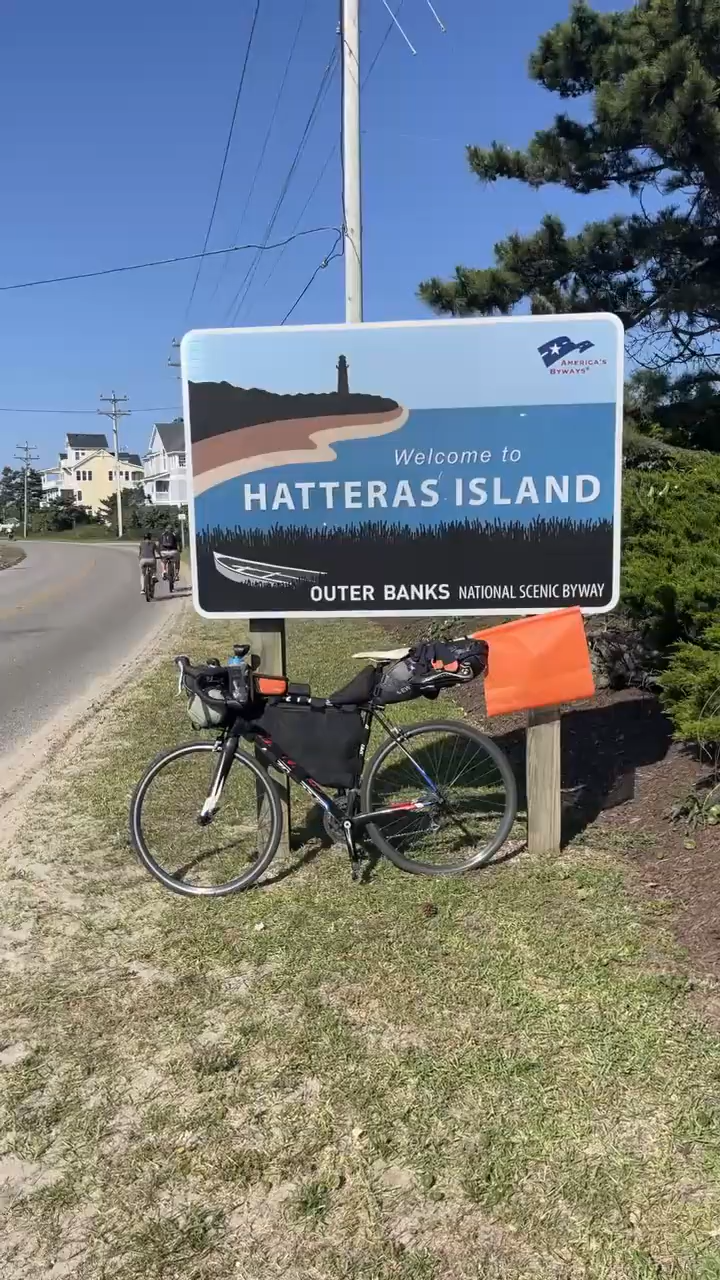 AMERICA'S
BYWAYS®
Welcome to
HATTERAS ISLAND
OUTER BANKS NATIONAL SCENIC BYWAY